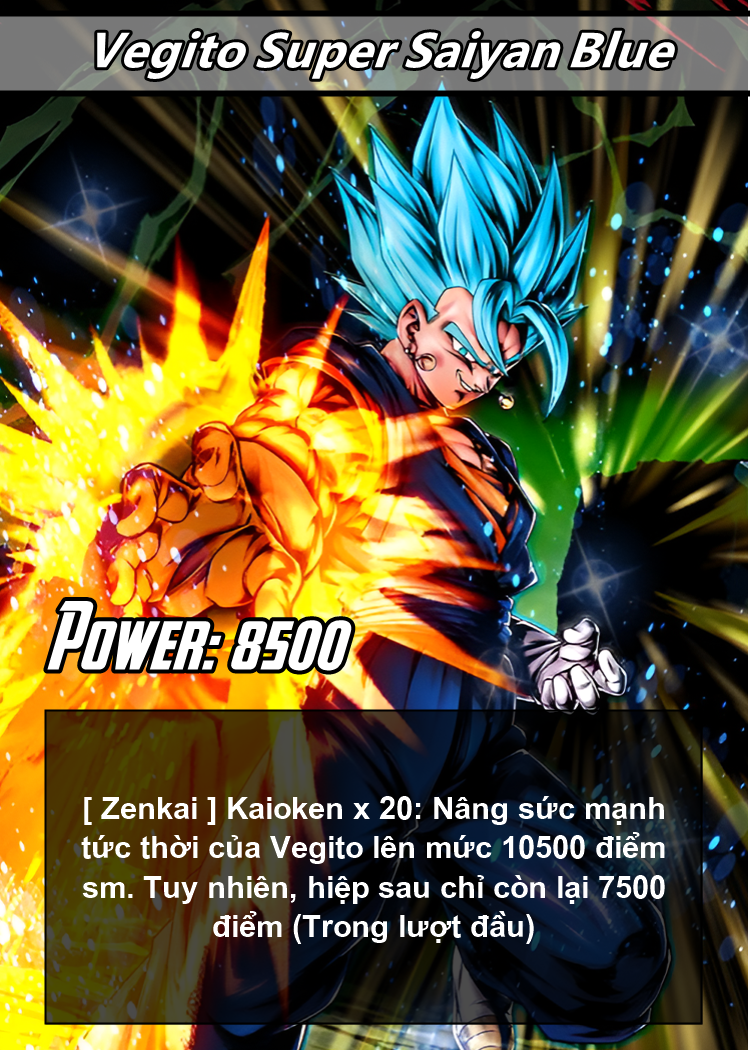 Vegito Super Saiyan Blue
POWER: 8500
[ Zenkai ] Kaioken x 20: Nâng sức mạnh
tức thời của Vegito lên mức 10500 điểm
sm. Tuy nhiên, hiệp sau chỉ còn lại 7500
điểm (Trong lượt đầu)